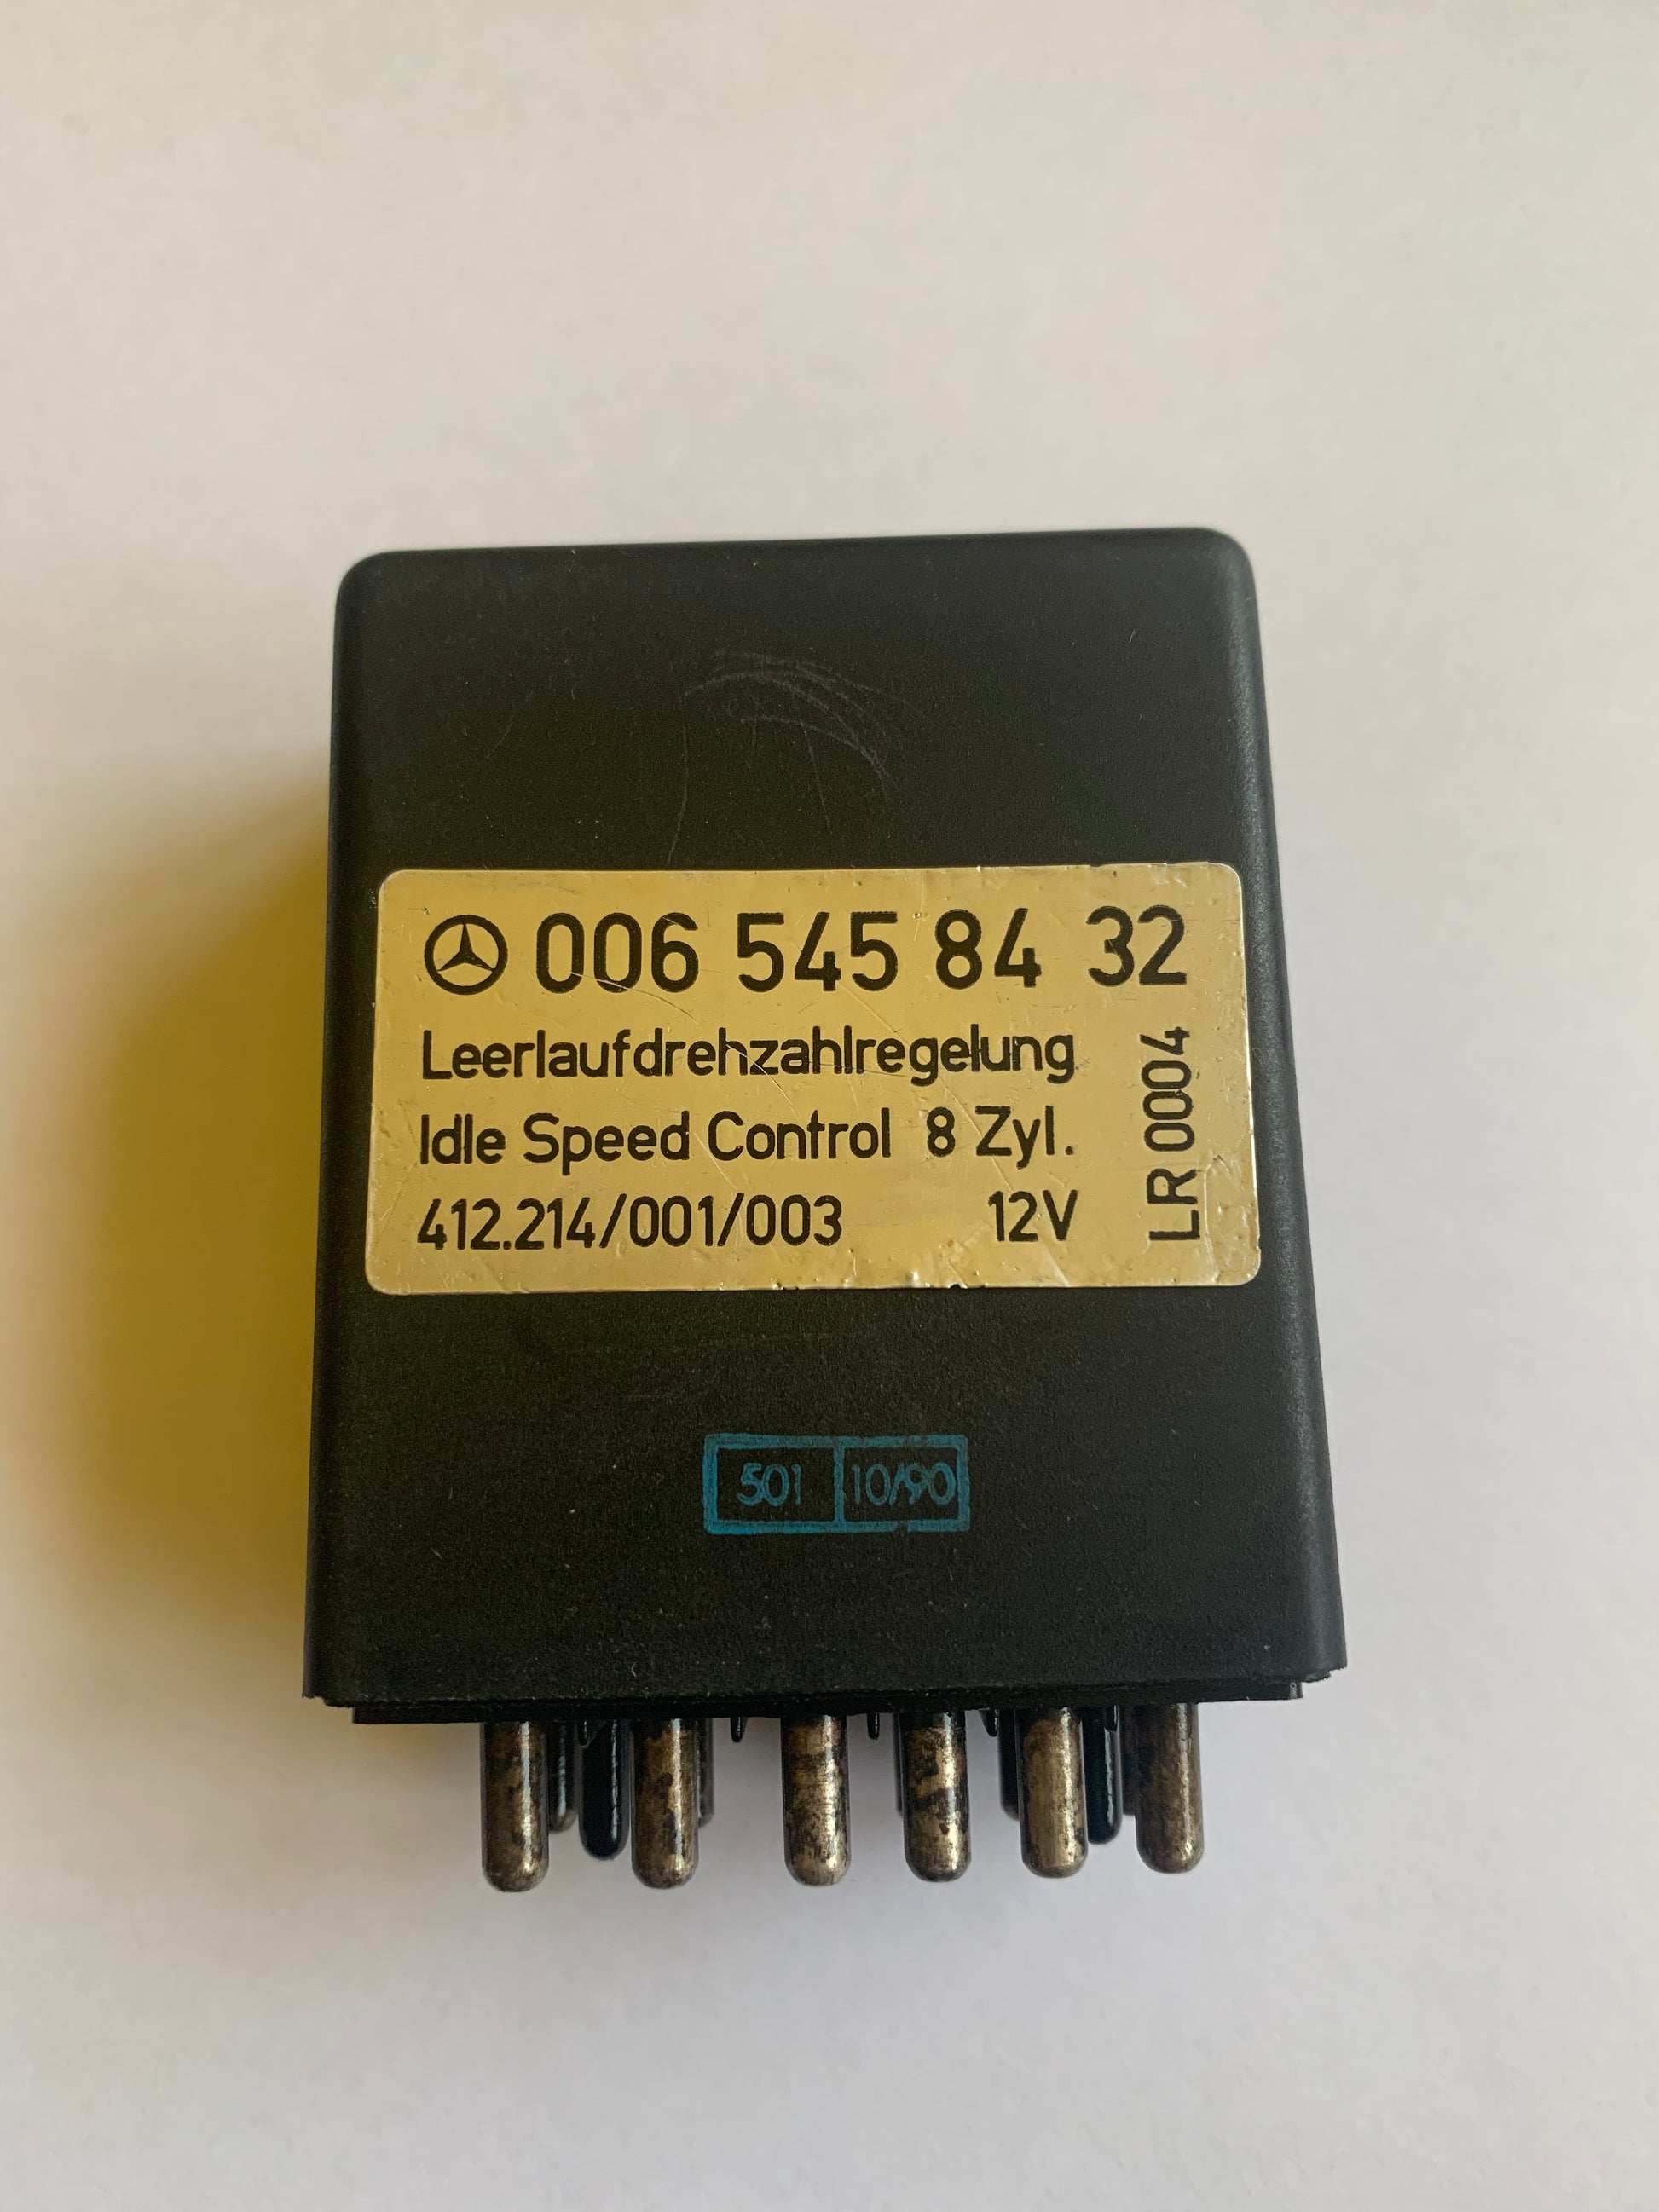 006 545 84 32
Leerlaufdrehzahlregelung
Idle Speed Control 8 Zyl.
412.214/001/003 12V
LR 0004
501 10/90